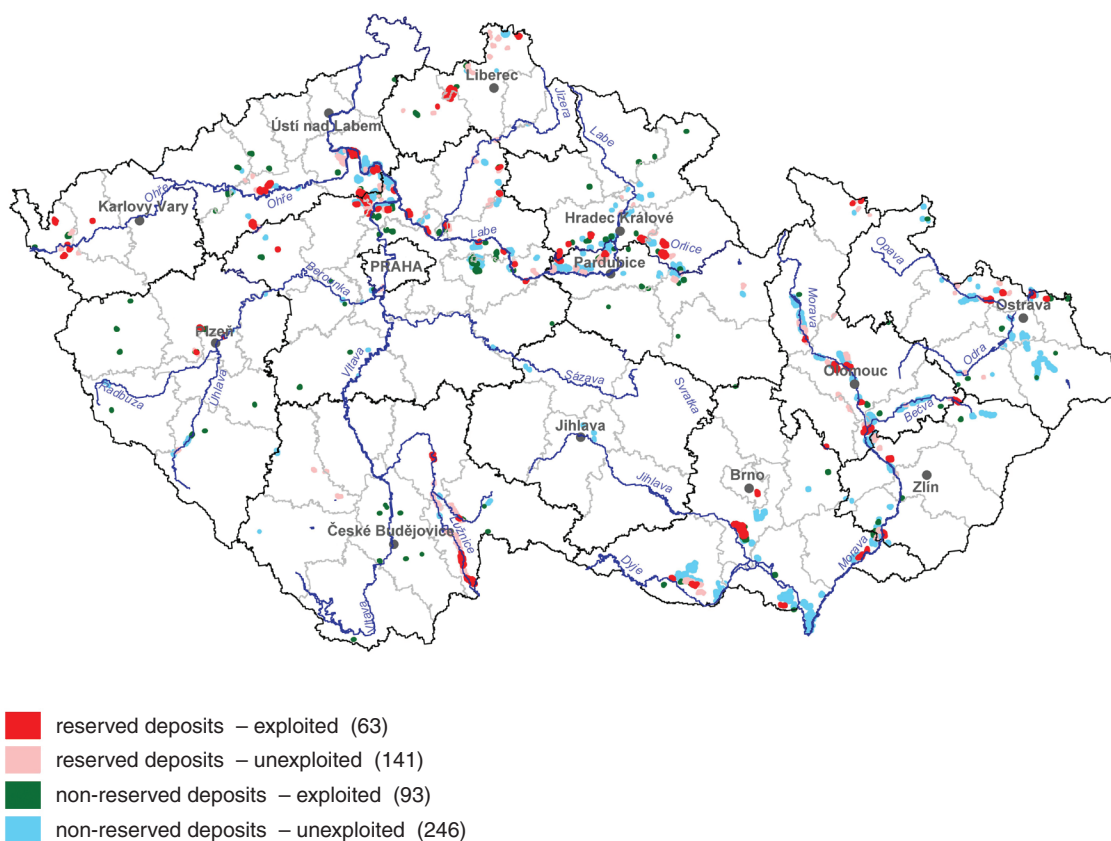 Liberec
Jizera
Labe
Ústí nad Labem
Ohře
Ohře
Karlovy Vary
Hradec Králové
Labe
Orlice
PRAHA
Pardubice
Berounka
Opava
Ostrava
Morava
Plzeň
Odra
Olomouc
Vltava
Sázava
Svratka
Radbuza
Úhlava
Bečva
Jihlava
Brno
Zlín
Jihlava
České Budějovice
Lužnice
Morava
Dyje
Vltava
reserved deposits – exploited (63)
reserved deposits – unexploited (141)
non-reserved deposits – exploited (93)
non-reserved deposits – unexploited (246)